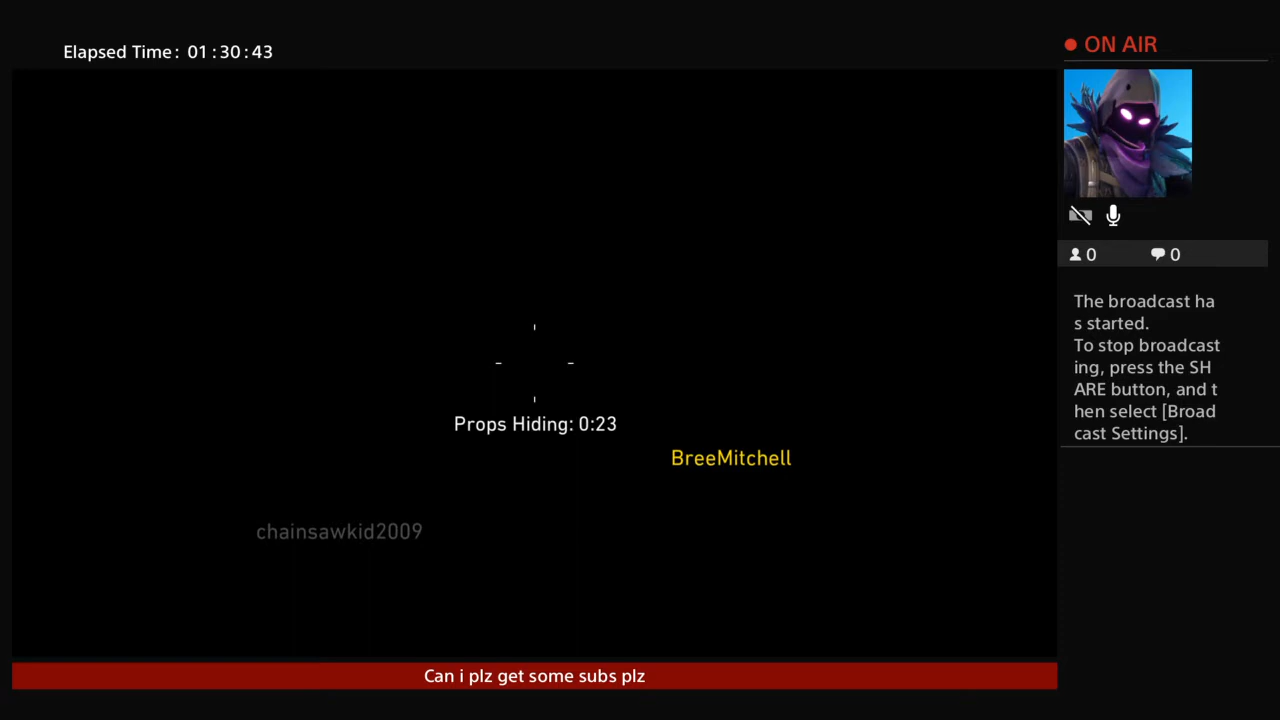 Elapsed Time: 01:30:43
ON AIR
0 0
The broadcast ha
s started.
To stop broadcast
ing, press the SH
ARE button, and t
hen select [Broad
cast Settings].
Props Hiding: 0:23
BreeMitchell
chainsawkid2009
Can i plz get some subs plz